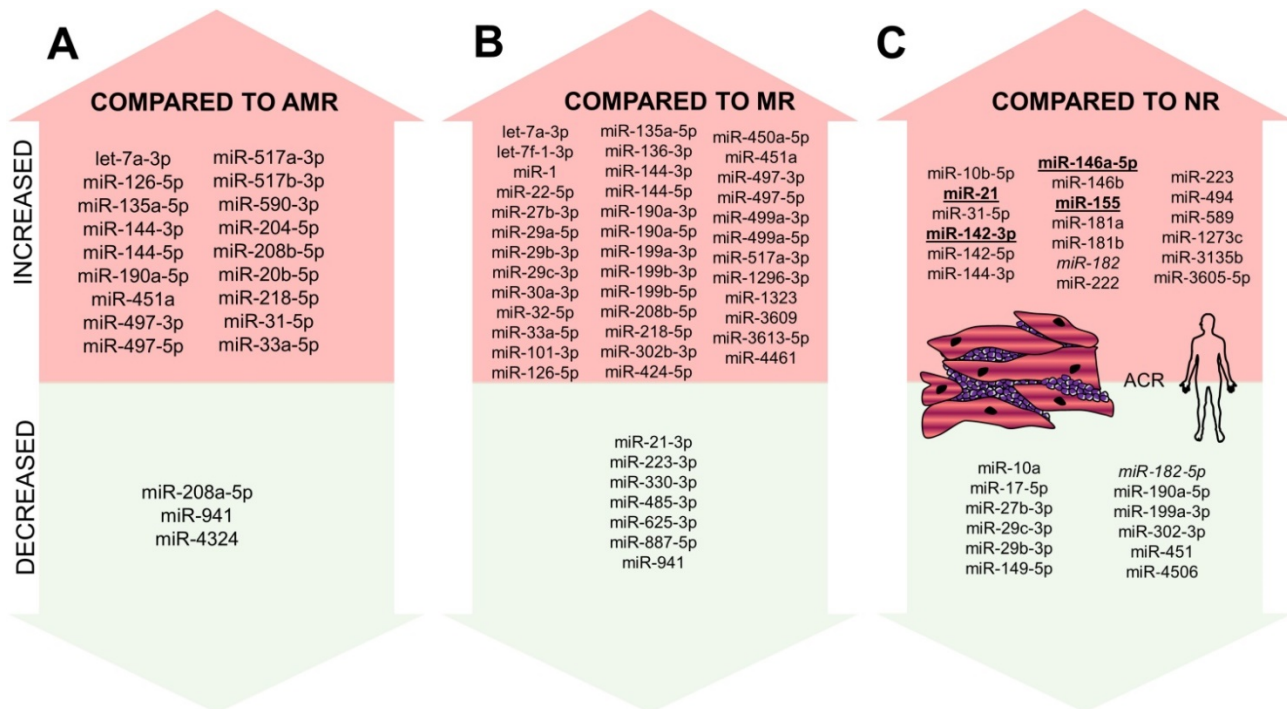 A
COMPARED TO AMR
INCREASED
let-7a-3p
miR-126-5p
miR-135a-5p
miR-144-3p
miR-144-5p
miR-190a-5p
miR-451a
miR-497-3p
miR-497-5p
miR-517a-3p
miR-517b-3p
miR-590-3p
miR-204-5p
miR-208b-5p
miR-20b-5p
miR-218-5p
miR-31-5p
miR-33a-5p
DECREASED
miR-208a-5p
miR-941
miR-4324
B
COMPARED TO MR
let-7a-3p
let-7f-1-3p
miR-1
miR-22-5p
miR-27b-3p
miR-29a-5p
miR-29b-3p
miR-29c-3p
miR-30a-3p
miR-32-5p
miR-33a-5p
miR-101-3p
miR-126-5p
miR-135a-5p
miR-136-3p
miR-144-3p
miR-144-5p
miR-190a-3p
miR-190a-5p
miR-199a-3p
miR-199b-3p
miR-199b-5p
miR-208b-5p
miR-218-5p
miR-302b-3p
miR-424-5p
miR-450a-5p
miR-451a
miR-497-3p
miR-497-5p
miR-499a-3p
miR-499a-5p
miR-517a-3p
miR-1296-3p
miR-1323
miR-3609
miR-3613-5p
miR-4461
miR-21-3p
miR-223-3p
miR-330-3p
miR-485-3p
miR-625-3p
miR-887-5p
miR-941
C
COMPARED TO NR
miR-10b-5p
miR-21
miR-31-5p
miR-142-3p
miR-142-5p
miR-144-3p
miR-146a-5p
miR-146b
miR-155
miR-181a
miR-181b
miR-182
miR-222
miR-223
miR-494
miR-589
miR-1273c
miR-3135b
miR-3605-5p
ACR
miR-10a
miR-17-5p
miR-27b-3p
miR-29c-3p
miR-29b-3p
miR-149-5p
miR-182-5p
miR-190a-5p
miR-199a-3p
miR-302-3p
miR-451
miR-4506